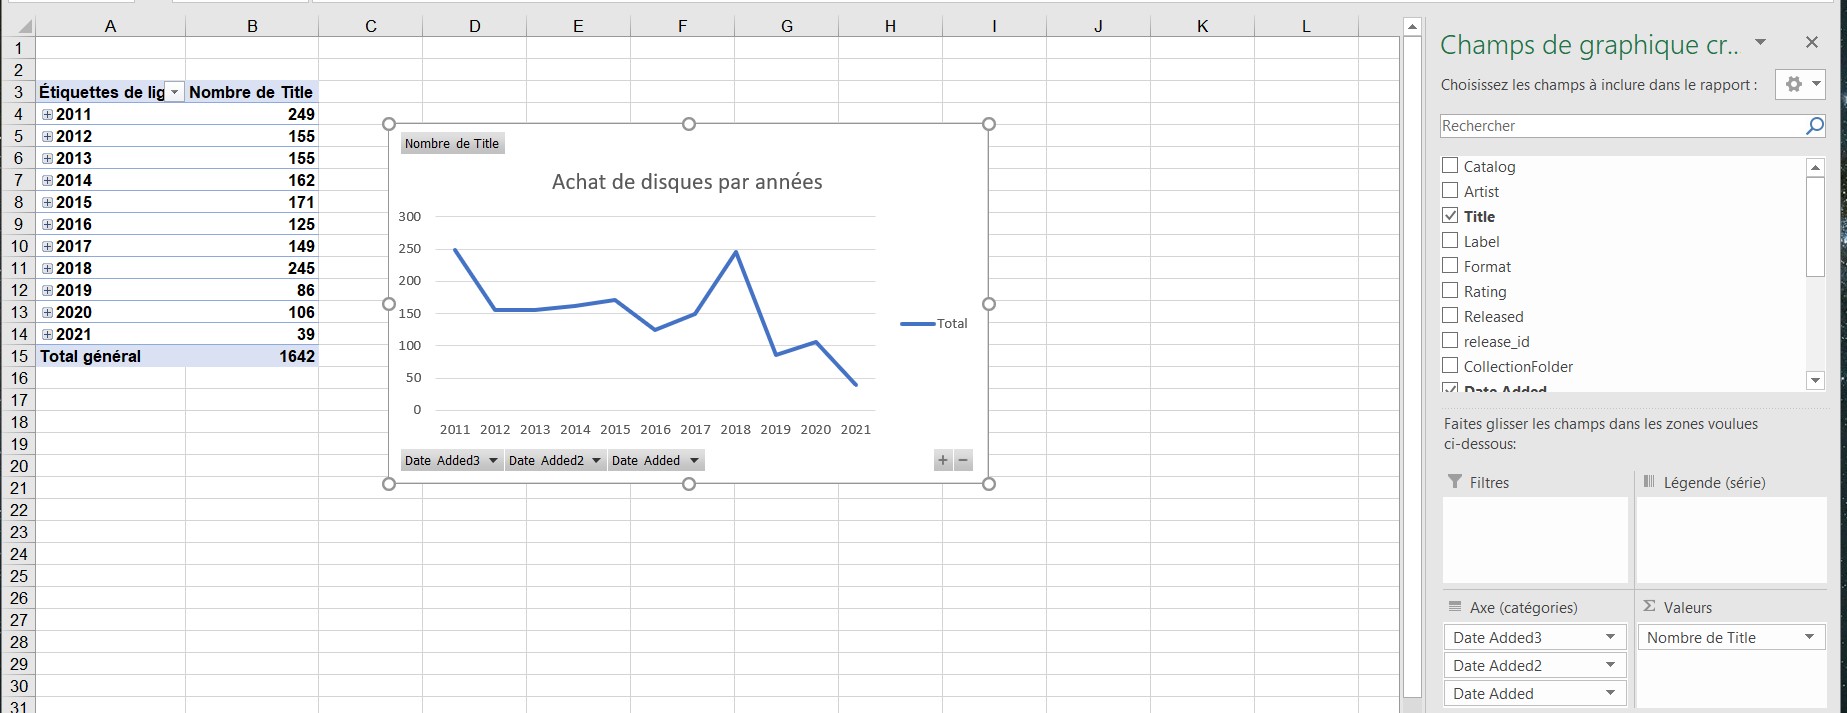 A B C D E F G H I J K L
1
2
3 Étiquettes de lig Nombre de Title
4 2011 249
5 2012 155
6 2013 155
7 2014 162
8 2015 171
9 2016 125
10 2017 149
11 2018 245
12 2019 86
13 2020 106
14 2021 39
15 Total général 1642
16
17
18
19
20
21
22
23
24
25
26
27
28
29
30
31
Nombre de Title
Achat de disques par années
300
250
200
150
100
50
0
2011 2012 2013 2014 2015 2016 2017 2018 2019 2020 2021
Total
Date Added3 Date Added2 Date Added + −
Champs de graphique cr..
Choisissez les champs à inclure dans le rapport :
Rechercher
Catalog
Artist
Title
Label
Format
Rating
Released
release_id
CollectionFolder
Date Added
Faites glisser les champs dans les zones voulues
ci-dessous:
Filtres
Légende (série)
Axe (catégories)
Date Added3
Date Added2
Date Added
Σ Valeurs
Nombre de Title